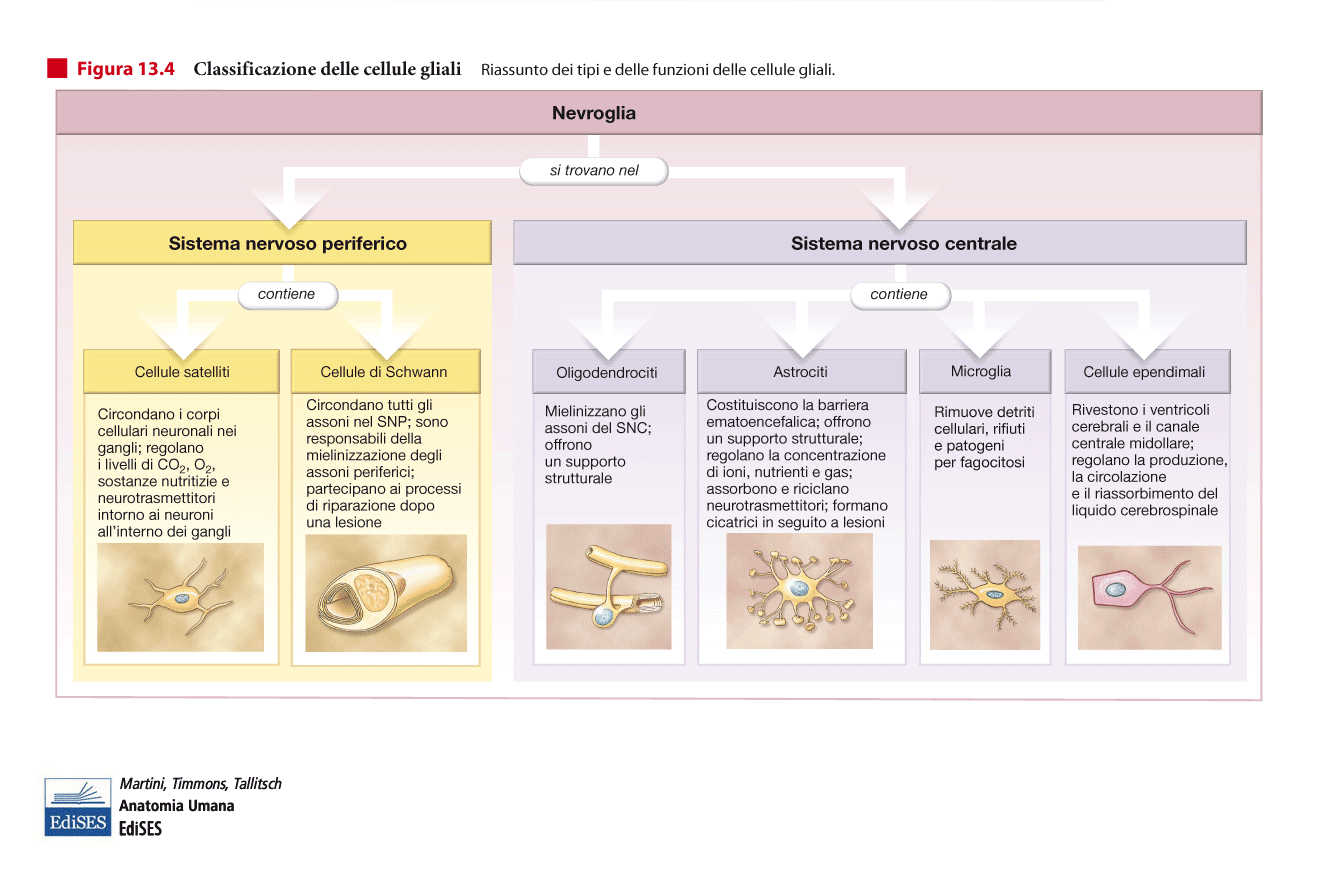 Figura 13.4 Classificazione delle cellule gliali Riassunto dei tipi e delle funzioni delle cellule gliali.
Nevroglia
si trovano nel
Sistema nervoso periferico
contiene
Cellule satelliti
Circondano i corpi
cellulari neuronali nei
gangli; regolano
i livelli di CO₂, O₂,
sostanze nutritizie e
neurotrasmettitori
intorno ai neuroni
all'interno dei gangli
Cellule di Schwann
Circondano tutti gli
assoni nel SNP; sono
responsabili della
mielinizzazione degli
assoni periferici;
partecipano ai processi
di riparazione dopo
una lesione
Sistema nervoso centrale
contiene
Oligodendrociti
Mielinizzano gli
assoni del SNC;
offrono
un supporto
strutturale
Astrociti
Costituiscono la barriera
ematoencefalica; offrono
un supporto strutturale;
regolano la concentrazione
di ioni, nutrienti e gas;
assorbono e riciclano
neurotrasmettitori; formano
cicatrici in seguito a lesioni
Microglia
Rimuove detriti
cellulari, rifiuti
e patogeni
per fagocitosi
Cellule ependimali
Rivestono i ventricoli
cerebrali e il canale
centrale midollare;
regolano la produzione,
la circolazione
e il riassorbimento del
liquido cerebrospinale
EdiSES
Martini, Timmons, Tallitsch
Anatomia Umana
EdiSES